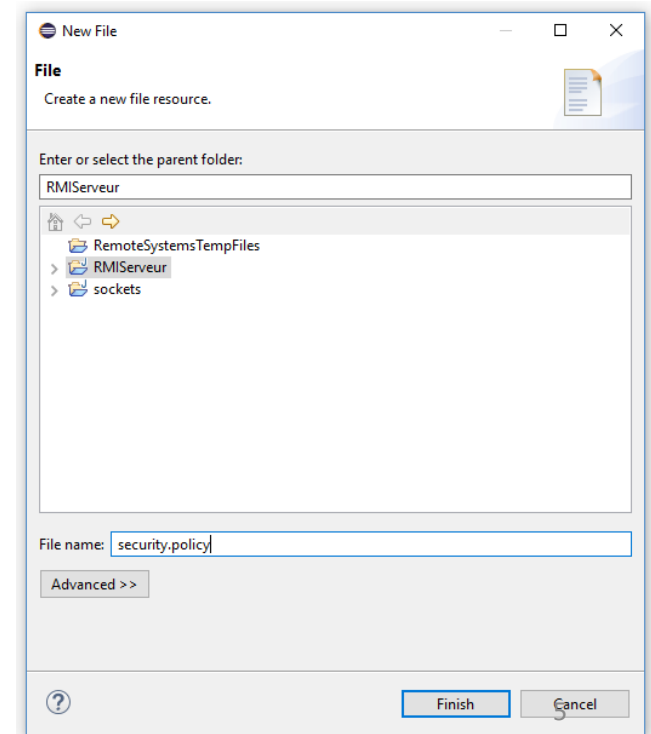 New File
File
Create a new file resource.
Enter or select the parent folder:
RMIServeur
RemoteSystemsTempFiles
RMIServeur
sockets
File name: security.policy
Advanced >>
Finish Cancel
5